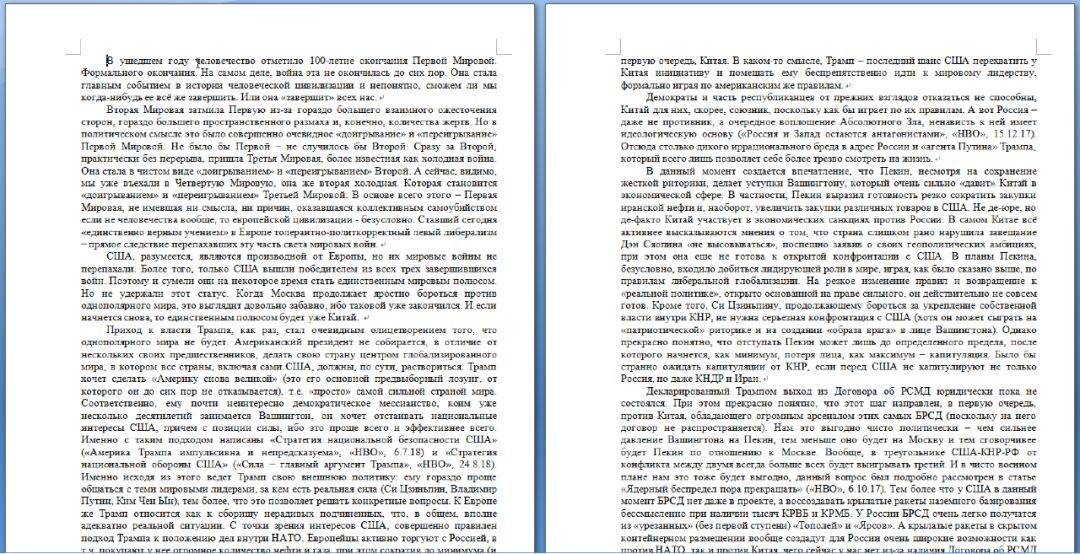 В ушедшем году человечество отметило 100-летие окончания Первой Мировой.
Формального окончания. На самом деле, война эта не окончилась до сих пор. Она стала
главным событием в истории человеческой цивилизации и непонятно, сможем ли мы
когда-нибудь ее всё же завершить. Или она «завершит» всех нас.
Вторая Мировая затмила Первую из-за гораздо большего взаимного ожесточения
сторон, гораздо большего пространственного размаха и, конечно, количества жертв. Но в
политическом смысле это было совершенно очевидное «доигрывание» и «переигрывание»
Первой Мировой. Не было бы Первой – не случилось бы Второй. Сразу за Второй,
практически без перерыва, пришла Третья Мировая, более известная как холодная война.
Она стала в чистом виде «доигрыванием» и «переигрыванием» Второй. А сейчас, видимо,
мы уже въехали в Четвертую Мировую, она же вторая холодная. Которая становится
«доигрыванием» и «переигрыванием» Третьей Мировой. В основе всего этого – Первая
Мировая, не имевшая ни смысла, ни причин, оказавшаяся коллективным самоубийством
если не человечества вообще, то европейской цивилизации - безусловно. Ставший сегодня
«единственно верным учением» в Европе толерантно-политкорректный левый либерализм
– прямое следствие перепахавших эту часть света мировых войн.
США, разумеется, являются производной от Европы, но их мировые войны не
перепахали. Более того, только США вышли победителем из всех трех завершившихся
войн. Поэтому и сумели они на некоторое время стать единственным мировым полюсом.
Но не удержали этот статус. Когда Москва продолжает яростно бороться против
однополярного мира, это выглядит довольно забавно, ибо таковой уже закончился. И если
начнется снова, то единственным полюсом будет уже Китай.
Приход к власти Трампа, как раз, стал очевидным олицетворением того, что
однополярного мира не будет. Американский президент не собирается, в отличие от
нескольких своих предшественников, делать свою страну центром глобализированного
мира, в котором все страны, включая сами США, должны, по сути, раствориться. Трамп
хочет сделать «Америку снова великой» (это его основной предвыборный лозунг, от
которого он до сих пор не отказывается), т.е. «просто» самой сильной страной мира.
Соответственно, ему почти неинтересно демократическое мессианство, коим уже
несколько десятилетий занимается Вашингтон, он хочет отстаивать национальные
интересы США, причем с позиции силы, ибо это проще всего и эффективнее всего.
Именно с таким подходом написаны «Стратегия национальной безопасности США»
(«Америка Трампа импульсивна и непредсказуема», «НВО», 6.7.18) и «Стратегия
национальной обороны США» («Сила – главный аргумент Трампа», «НВО», 24.8.18).
Именно исходя из этого ведет Трамп свою внешнюю политику: ему гораздо проще
общаться с теми мировыми лидерами, за кем есть реальная сила (Си Цзиньпин, Владимир
Путин, Ким Чен Ын), тем более, что это позволяет решать конкретные вопросы. К Европе
же Трамп относится как к сборищу нерадивых подчиненных, что, в общем, вполне
адекватно реальной ситуации. С точки зрения интересов США, совершенно правилен
подход Трампа к положению дел внутри НАТО. Европейцы активно торгуют с Россией, в
т.ч. покупают у нее огромное количество нефти и газа, при этом сократив до минимума (и
первую очередь, Китая. В каком-то смысле, Трамп – последний шанс США перехватить у
Китая инициативу и помешать ему беспрепятственно идти к мировому лидерству,
формально играя по американским же правилам.
Демократы и часть республиканцев от прежних взглядов отказаться не способны,
Китай для них, скорее, союзник, поскольку как бы играет по их правилам. А вот Россия –
даже не противник, а очередное воплощение Абсолютного Зла, ненависть к ней имеет
идеологическую основу («Россия и Запад остаются антагонистами», «НВО», 15.12.17).
Отсюда столько дикого иррационального бреда в адрес России и «агента Путина» Трампа,
который всего лишь позволяет себе более трезво смотреть на жизнь.
В данный момент создается впечатление, что Пекин, несмотря на сохранение
жесткой риторики, делает уступки Вашингтону, который очень сильно «давит» Китай в
экономической сфере. В частности, Пекин выразил готовность резко сократить закупки
иранской нефти и, наоборот, увеличить закупки различных товаров в США. Не де-юре, но
де-факто Китай участвует в экономических санкциях против России. В самом Китае всё
активнее высказываются мнения о том, что страна слишком рано нарушила завещание
Дэн Сяопина «не высовываться», поспешно заявив о своих геополитических амбициях,
при этом она еще не готова к открытой конфронтации с США. В планы Пекина,
безусловно, входило добиться лидирующей роли в мире, играя, как было сказано выше, по
правилам либеральной глобализации. На резкое изменение правил и возвращение к
«реальной политике», открыто основанной на праве сильного, он действительно не совсем
готов. Кроме того, Си Цзиньпину, продолжающему бороться за укрепление собственной
власти внутри КНР, не нужна серьезная конфронтация с США (хотя он может сыграть на
«патриотической» риторике и на создании «образа врага» в лице Вашингтона). Однако
прекрасно понятно, что отступать Пекин может лишь до определенного предела, после
которого начнется, как минимум, потеря лица, как максимум – капитуляция. Было бы
странно ожидать капитуляции от КНР, если перед США не капитулируют не только
Россия, но даже КНДР и Иран.
Декларированный Трампом выход из Договора об РСМД юридически пока не
состоялся. При этом прекрасно понятно, что этот шаг направлен, в первую очередь,
против Китая, обладающего огромным арсеналом этих самых БРСД (поскольку на него
договор не распространяется). Нам это выгодно чисто политически – чем сильнее
давление Вашингтона на Пекин, тем меньше оно будет на Москву и тем сговорчивее
будет Пекин по отношению к Москве. Вообще, в треугольнике США-КНР-РФ от
конфликта между двумя всегда больше всех будет выигрывать третий. И в чисто военном
плане нам это тоже будет выгодно, данный вопрос был подробно рассмотрен в статье
«Ядерный беспредел пора прекращать» («НВО», 6.10.17). Тем более что у США в данный
момент БРСД нет даже в проекте, а воссоздавать крылатые ракеты наземного базирования
бессмысленно при наличии тысяч КРВБ и КРМБ. У России БРСД очень легко получатся
из «урезанных» (без первой ступени) «Тополей» и «Ярсов». А крылатые ракеты в скрытом
контейнерном размещении вообще создадут для России очень широкие возможности как
против НАТО, так и против Китая, чего сейчас у нас нет из-за наличия Договора об РСМД